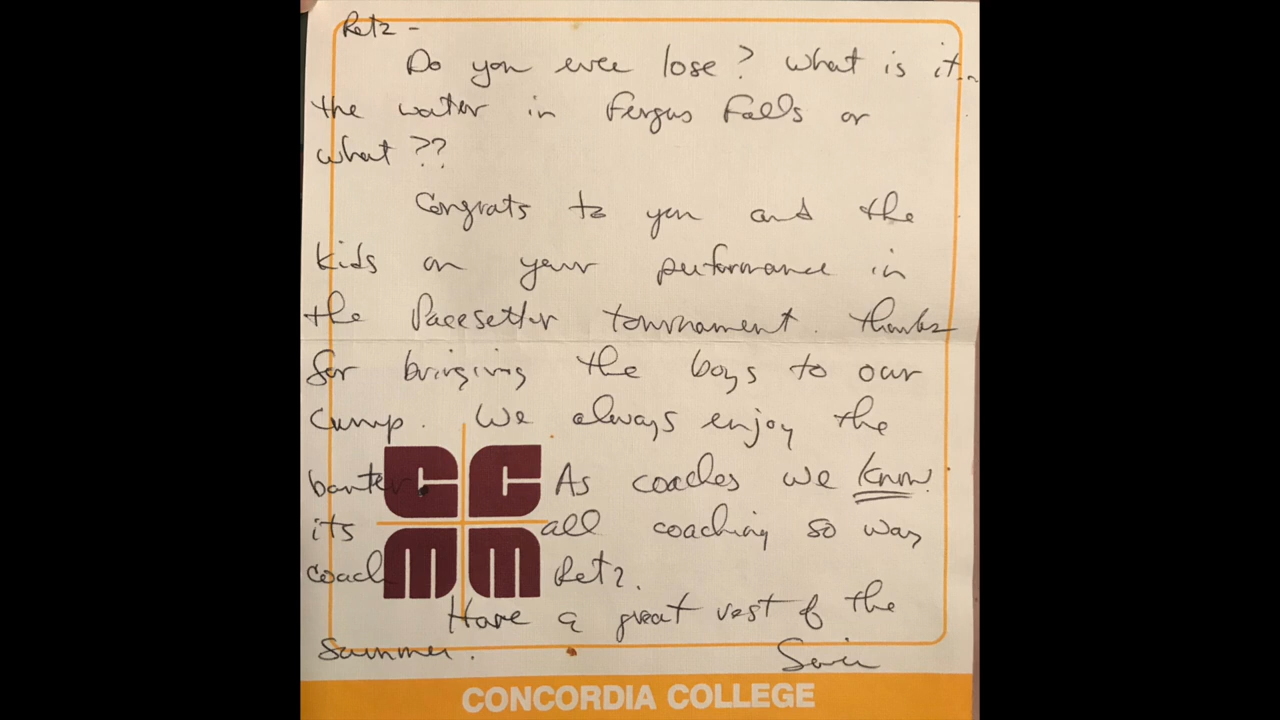 Retz -
Do you ever lose? What is it..
the water in Fergus Falls or
what ??
Congrats to you and the
kids on your performance in
the Pacesetter tournament. Thanks
for bringing the boys to our
camp. We always enjoy the
banter. As coaches we know
its all coaching so way
coach Retz.
Have a great rest of the
Summer.
CC
MM
CONCORDIA COLLEGE